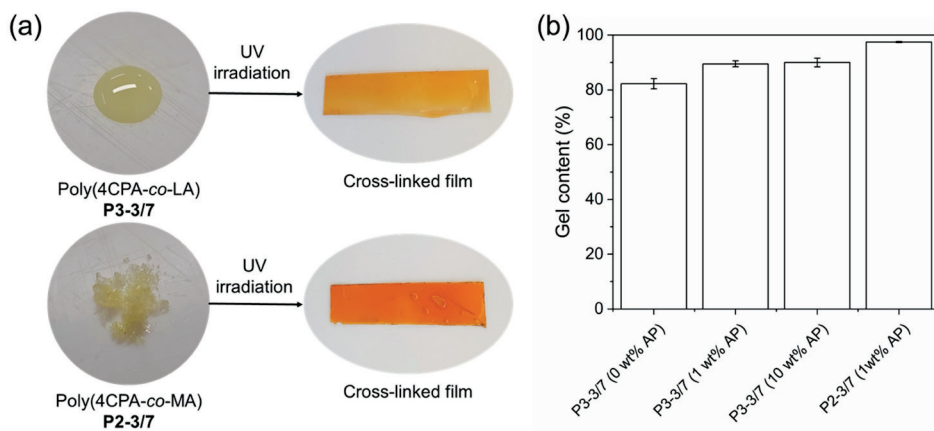 (a)
UV
irradiation
Poly(4CPA-co-LA)
P3-3/7
Cross-linked film
UV
irradiation
Poly(4CPA-co-MA)
P2-3/7
Cross-linked film
(b)
Gel content (%)
100
80
60
40
20
0
P3-3/7 (0 wt% AP)
P3-3/7 (1 wt% AP)
P3-3/7 (10 wt% AP)
P2-3/7 (1wt% AP)